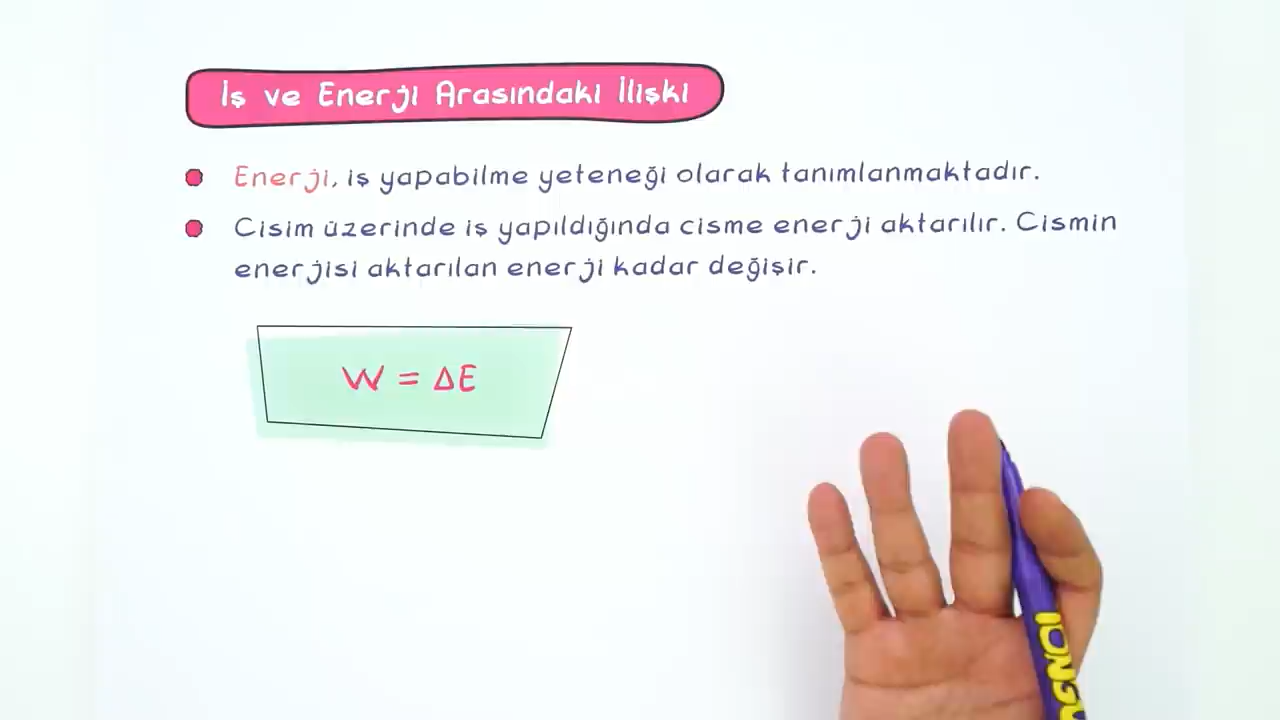 İş ve Enerji Arasındaki İlişki
Enerji, iş yapabilme yeteneği olarak tanımlanmaktadır.
Cisim üzerinde iş yapıldığında cisme enerji aktarılır. Cismin
enerjisi aktarılan enerji kadar değişir.
W = ΔE